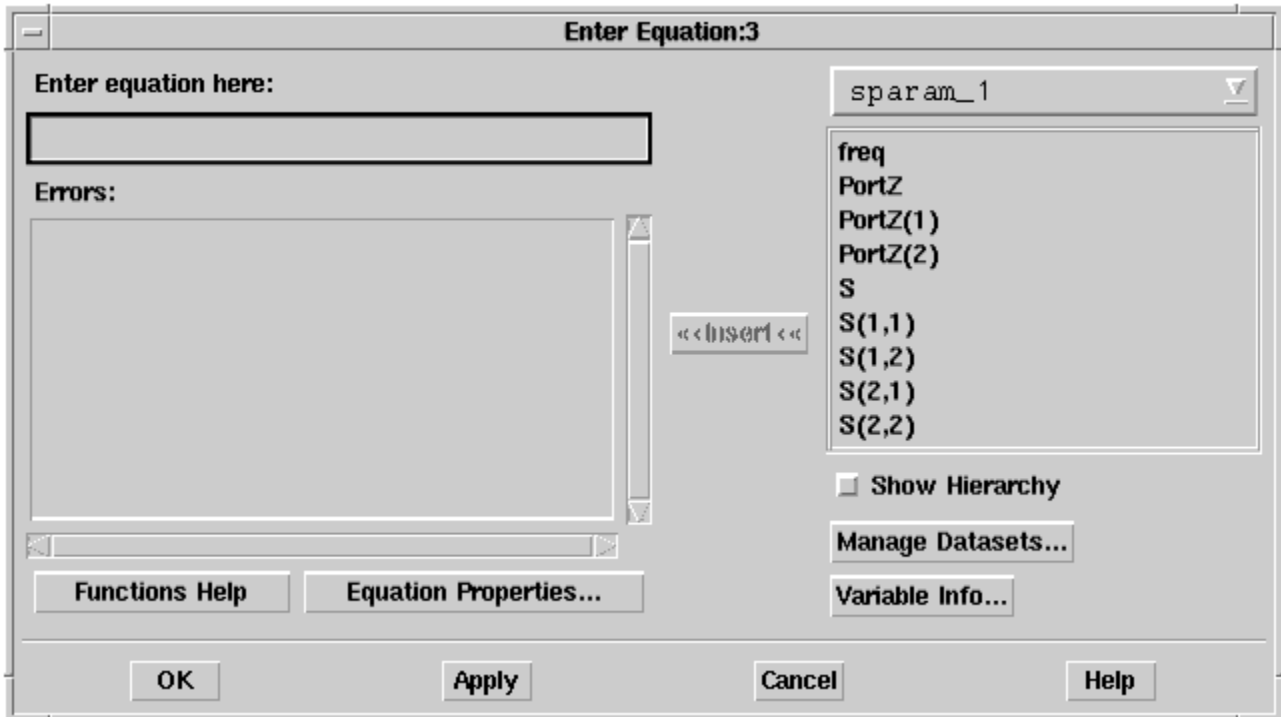 Enter Equation:3
Enter equation here:
sparam_1
freq
PortZ
PortZ(1)
PortZ(2)
S
S(1,1)
S(1,2)
S(2,1)
S(2,2)
Errors:
<<Insert<<
Show Hierarchy
Manage Datasets...
Variable Info...
Functions Help
Equation Properties...
OK
Apply
Cancel
Help